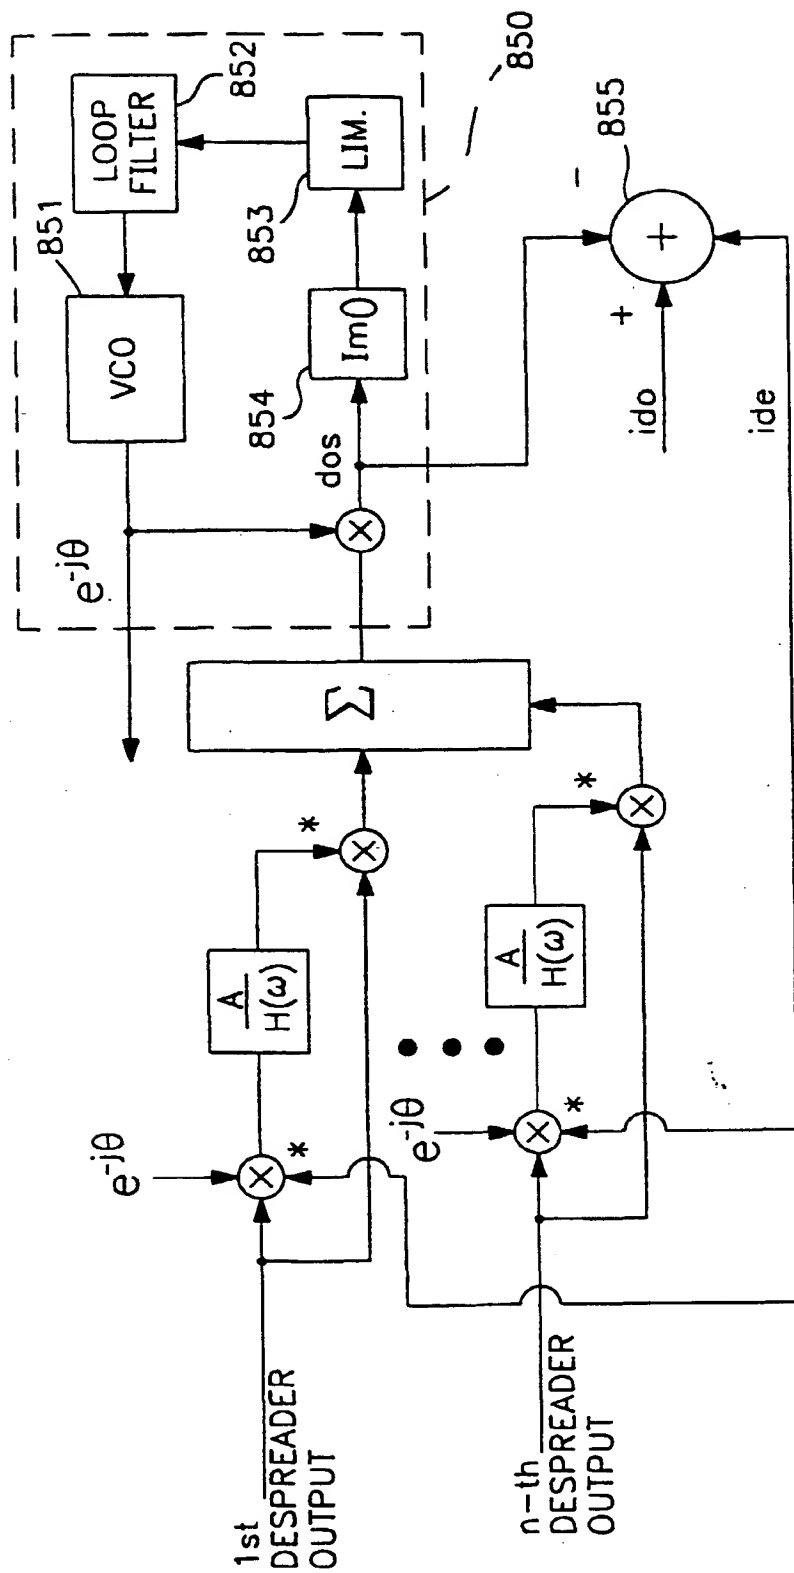 1st
DESPREADER
OUTPUT
n-th
DESPREADER
OUTPUT
e^{-jθ}
*
A
H(ω)
*
e^{-jθ}
*
A
H(ω)
*
Σ
e^{-jθ}
VCO
851
LOOP
FILTER
852
LIM.
853
Im()
854
dos
850
ido
ide
+
-
+
855